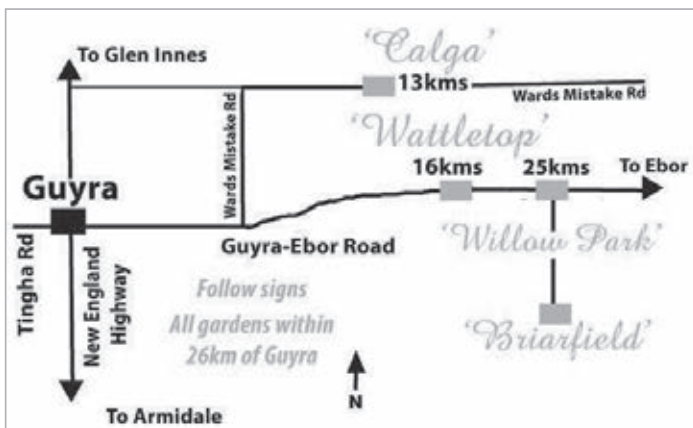 To Glen Innes
'Calga'
13kms
Wards Mistake Rd
'Wattletop'
Wards Mistake Rd
16kms
25kms
To Ebor
Guyra
Guyra-Ebor Road
'Willow Park'
Tingha Rd
New England
Highway
Follow signs
All gardens within
26km of Guyra
'Briarfield'
N
To Armidale